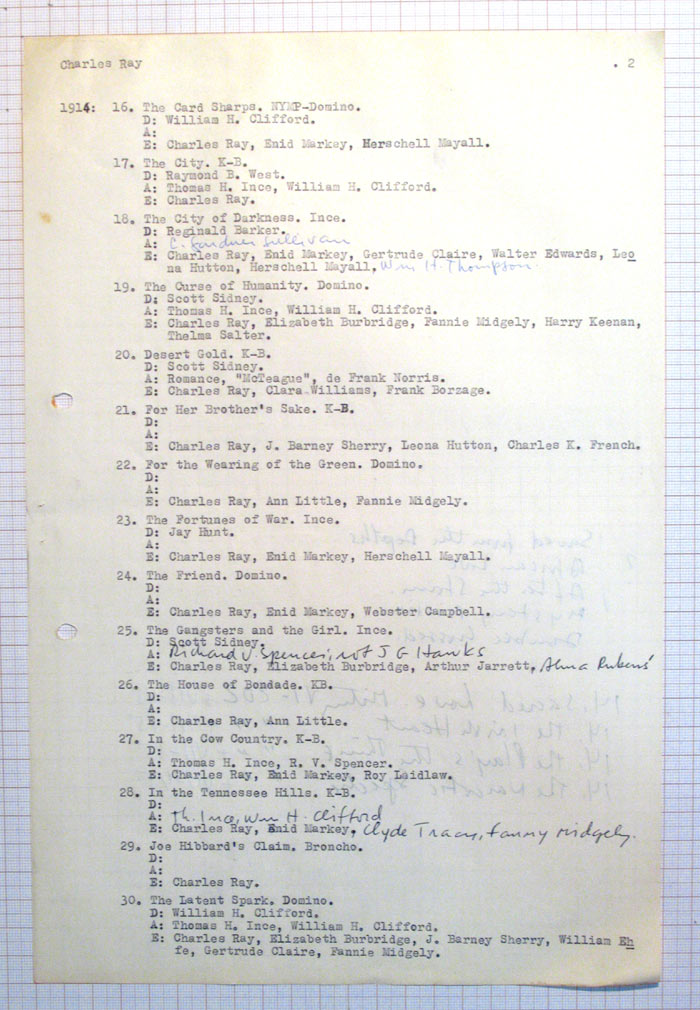 Charles Ray . 2
1914: 16. The Card Sharps. NYMP-Domino.
D: William H. Clifford.
A:
E: Charles Ray, Enid Markey, Herschell Mayall.
17. The City. K-B.
D: Raymond B. West.
A: Thomas H. Ince, William H. Clifford.
E: Charles Ray.
18. The City of Darkness. Ince.
D: Reginald Barker.
A: C. Gardner Sullivan
E: Charles Ray, Enid Markey, Gertrude Claire, Walter Edwards, Leo
na Hutton, Herschell Mayall, Wm H. Thompson.
19. The Curse of Humanity. Domino.
D: Scott Sidney.
A: Thomas H. Ince, William H. Clifford.
E: Charles Ray, Elizabeth Burbridge, Fannie Midgely, Harry Keenan,
Thelma Salter.
20. Desert Gold. K-B.
D: Scott Sidney.
A: Romance, "McTeague", de Frank Norris.
E: Charles Ray, Clara Williams, Frank Borzage.
21. For Her Brother's Sake. K-B.
D:
A:
E: Charles Ray, J. Barney Sherry, Leona Hutton, Charles K. French.
22. For the Wearing of the Green. Domino.
D:
A:
E: Charles Ray, Ann Little, Fannie Midgely.
23. The Fortunes of War. Ince.
D: Jay Hunt.
A:
E: Charles Ray, Enid Markey, Herschell Mayall.
24. The Friend. Domino.
D:
A:
E: Charles Ray, Enid Markey, Webster Campbell.
25. The Gangsters and the Girl. Ince.
D: Scott Sidney.
A: Richard V. Spencer, not J G Hawks
E: Charles Ray, Elizabeth Burbridge, Arthur Jarrett, Alma Rubens
26. The House of Bondade. KB.
D:
A:
E: Charles Ray, Ann Little.
27. In the Cow Country. K-B.
D:
A: Thomas H. Ince, R. V. Spencer.
E: Charles Ray, Enid Markey, Roy Laidlaw.
28. In the Tennessee Hills. K-B.
D:
A: Th. Ince, Wm H. Clifford
E: Charles Ray, Enid Markey, Clyde Tracy, Fanny Midgely.
29. Joe Hibbard's Claim. Broncho.
D:
A:
E: Charles Ray.
30. The Latent Spark. Domino.
D: William H. Clifford.
A: Thomas H. Ince, William H. Clifford.
E: Charles Ray, Elizabeth Burbridge, J. Barney Sherry, William Eh
fe, Gertrude Claire, Fannie Midgely.